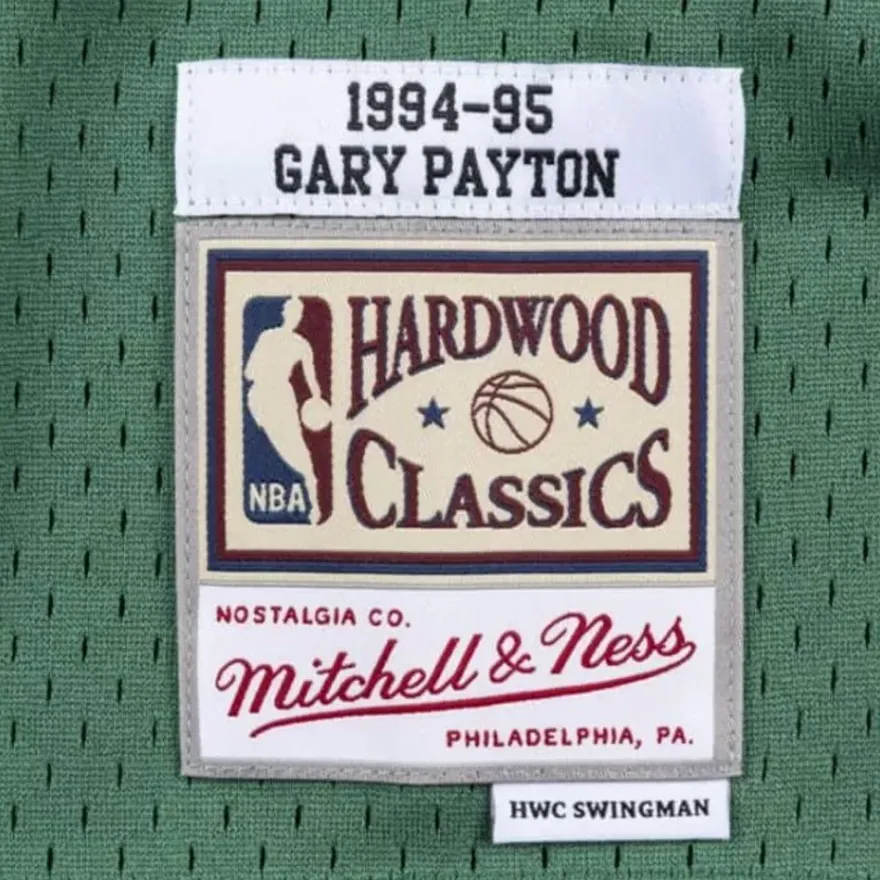 1994-95
GARY PAYTON
HARDWOOD
CLASSICS
NBA
NOSTALGIA CO.
Mitchell & Ness
PHILADELPHIA, PA.
HWC SWINGMAN